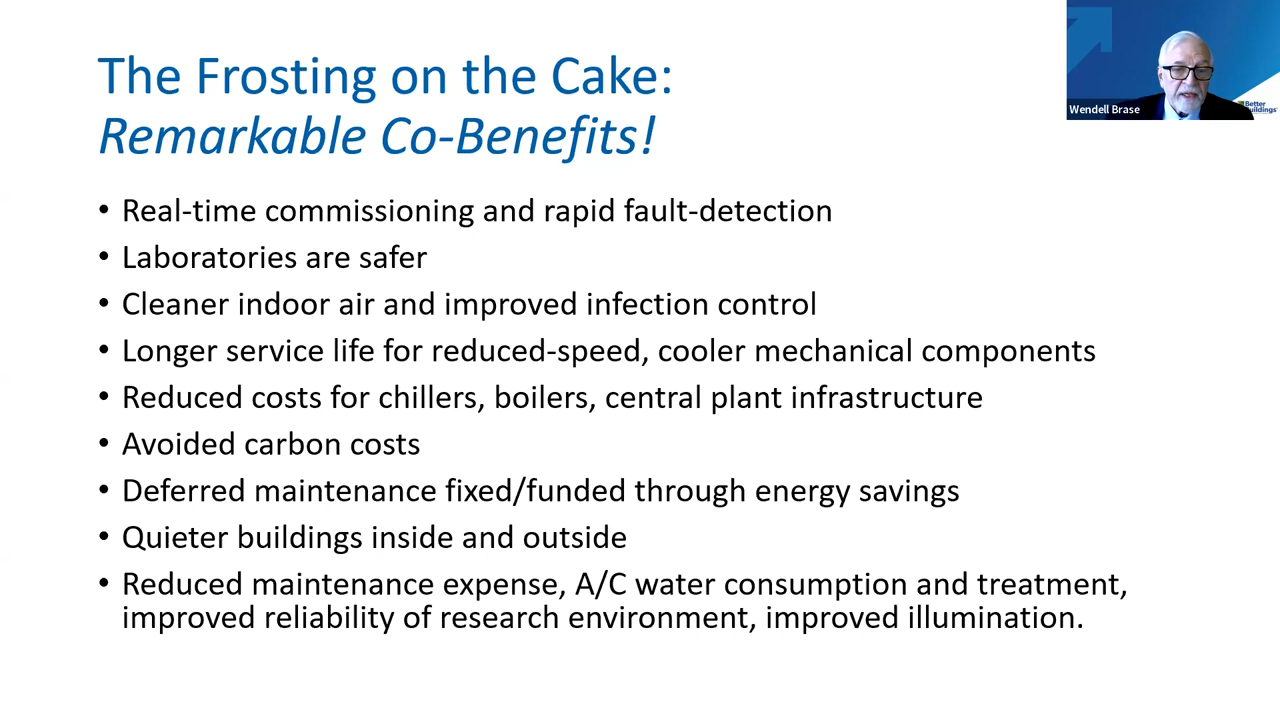 The Frosting on the Cake:
Remarkable Co-Benefits!
• Real-time commissioning and rapid fault-detection
• Laboratories are safer
• Cleaner indoor air and improved infection control
• Longer service life for reduced-speed, cooler mechanical components
• Reduced costs for chillers, boilers, central plant infrastructure
• Avoided carbon costs
• Deferred maintenance fixed/funded through energy savings
• Quieter buildings inside and outside
• Reduced maintenance expense, A/C water consumption and treatment,
improved reliability of research environment, improved illumination.
Wendell Brase
Better
Buildings